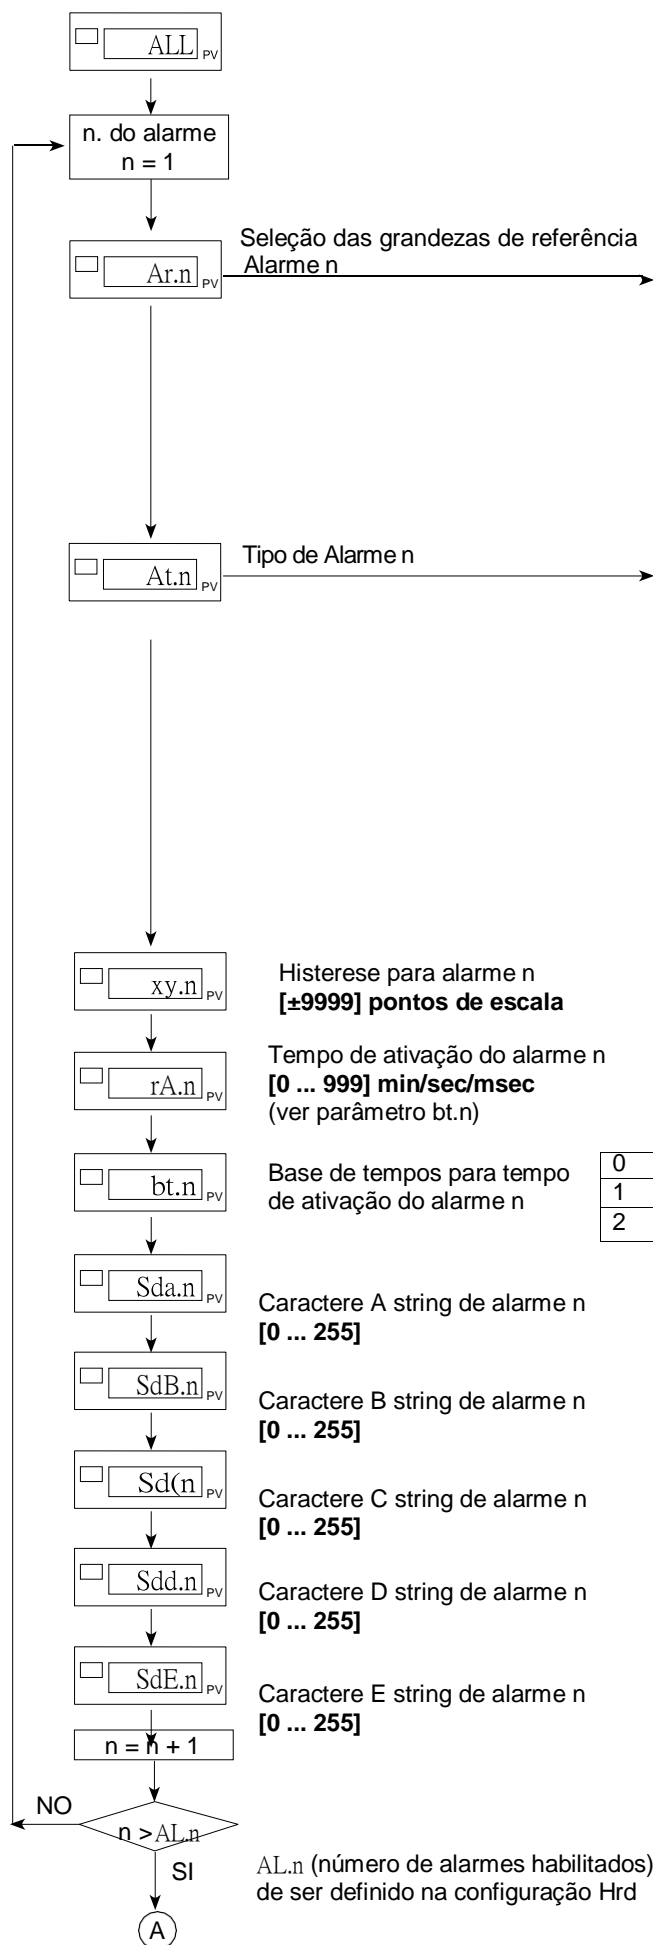 ALL PV
n. do alarme
n = 1
Seleção das grandezas de referência
Alarme n
Ar.n PV
Tipo de Alarme n
At.n PV
Histerese para alarme n
xy.n PV
[±9999] pontos de escala
Tempo de ativação do alarme n
rA.n PV
[0 ... 999] min/sec/msec
(ver parâmetro bt.n)
bt.n PV
Base de tempos para tempo
de ativação do alarme n
0
1
2
Sda.n PV
Caractere A string de alarme n
[0 ... 255]
SdB.n PV
Caractere B string de alarme n
[0 ... 255]
Sd(n PV
Caractere C string de alarme n
[0 ... 255]
Sdd.n PV
Caractere D string de alarme n
[0 ... 255]
SdE.n PV
Caractere E string de alarme n
[0 ... 255]
n = n + 1
NO
n > AL.n
SI
AL.n (número de alarmes habilitados)
de ser definido na configuração Hrd
A